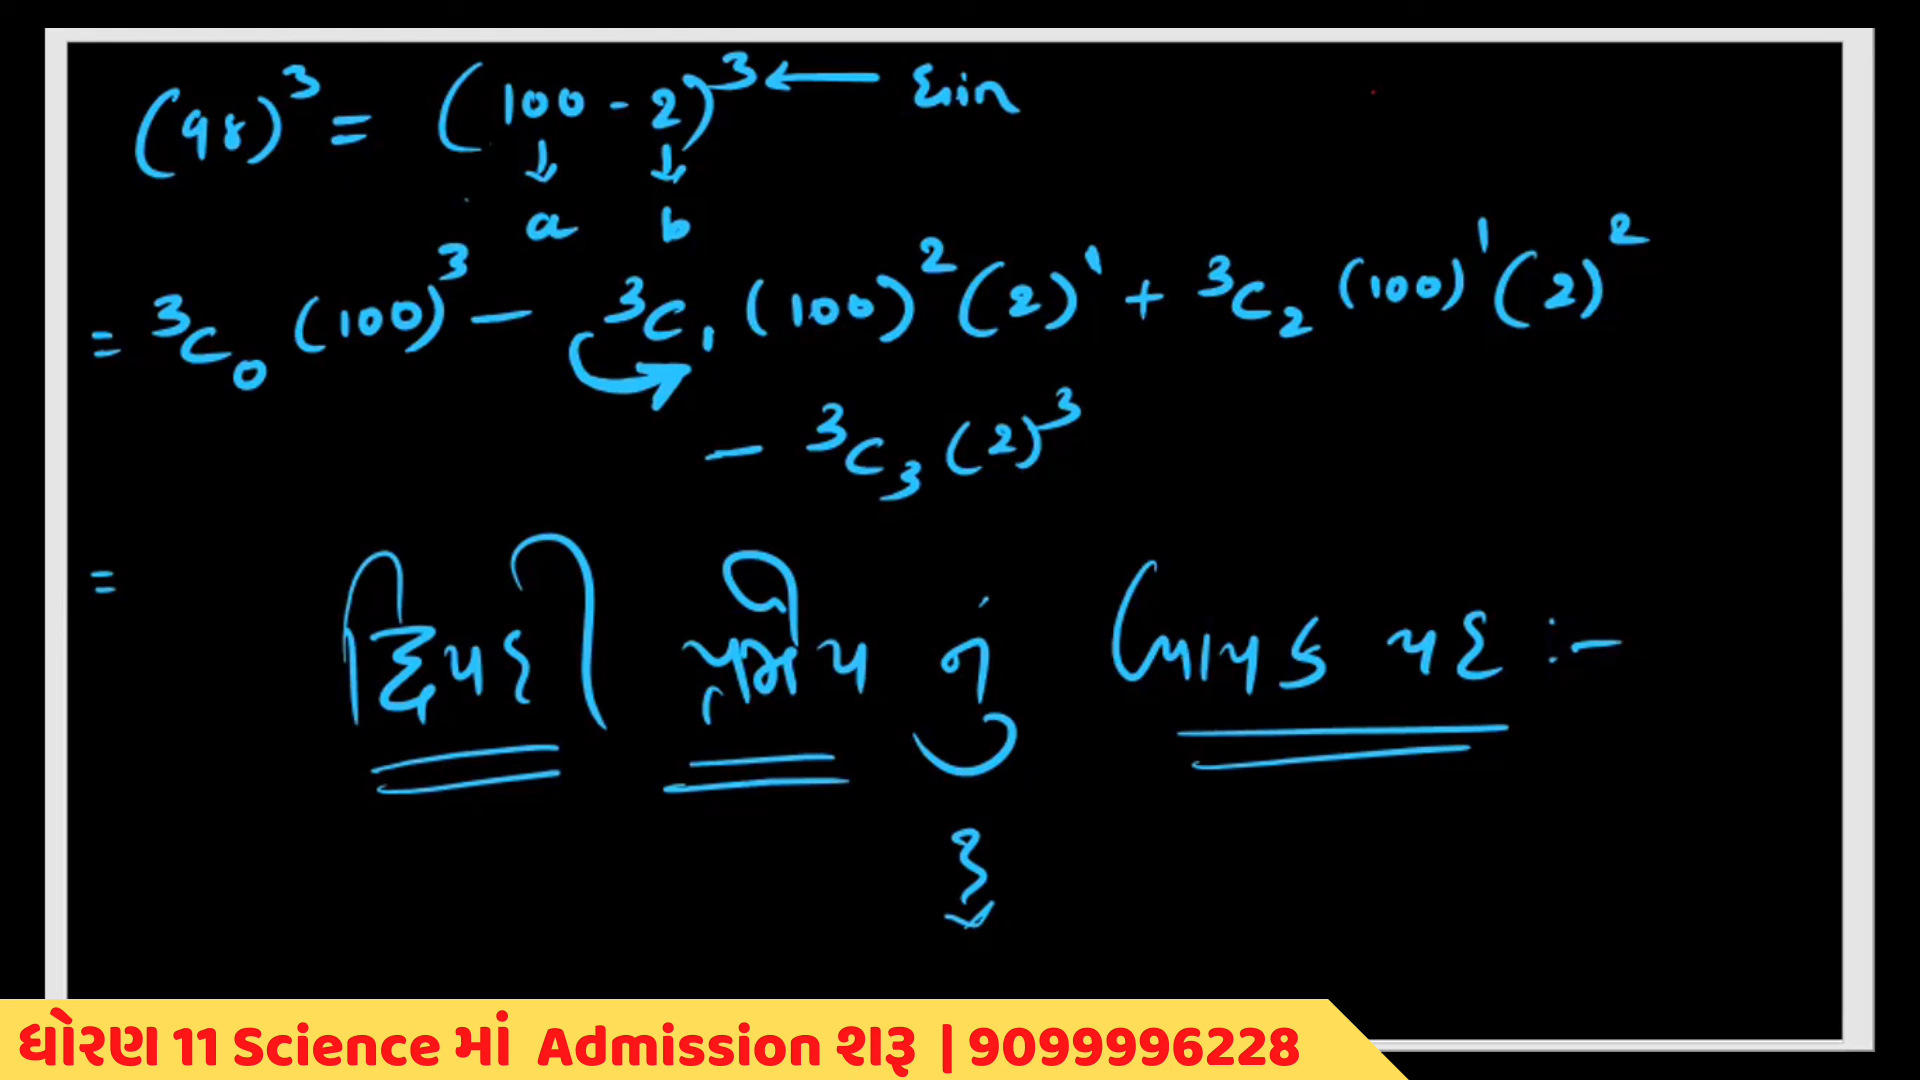 (98)³ = (100 - 2)³ ← ઘાત
↓ ↓
a b
= ³C₀ (100)³ - ³C₁ (100)² (2)¹ + ³C₂ (100)¹ (2)²
- ³C₃ (2)³
=
દ્વિપદી પ્રમેય નું વ્યાપક પદ :-
ધોરણ 11 Science માં Admission શરૂ | 9099996228